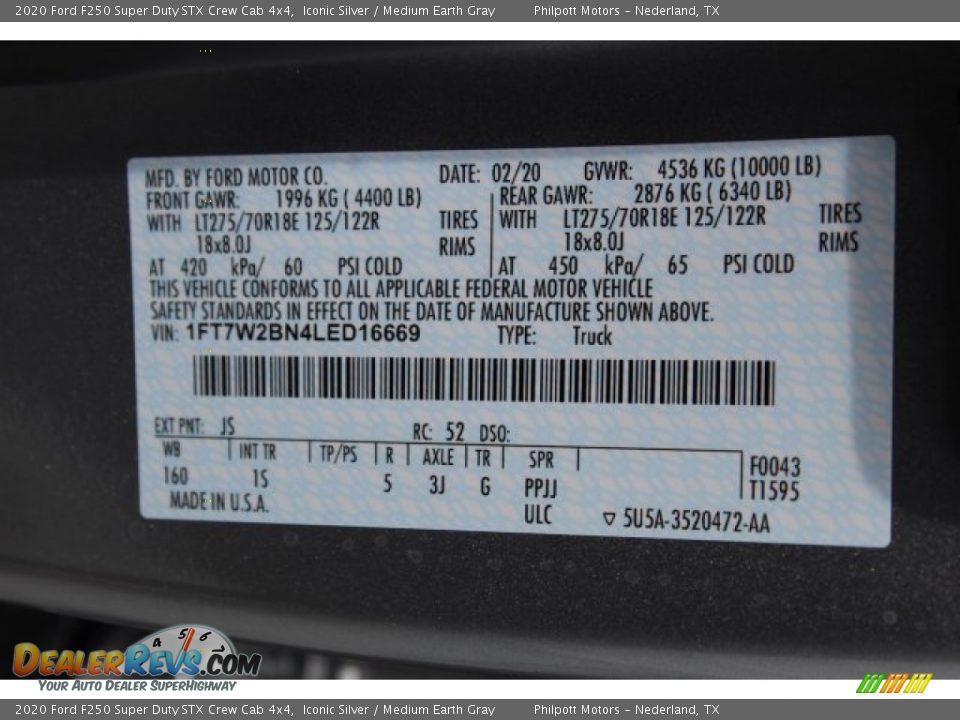 2020 Ford F250 Super Duty STX Crew Cab 4x4, Iconic Silver / Medium Earth Gray Philpott Motors – Nederland, TX
MFD. BY FORD MOTOR CO. DATE: 02/20 GVWR: 4536 KG (10000 LB)
FRONT GAWR: 1996 KG ( 4400 LB) REAR GAWR: 2876 KG ( 6340 LB)
WITH LT275/70R18E 125/122R TIRES WITH LT275/70R18E 125/122R TIRES
18x8.0J RIMS 18x8.0J RIMS
AT 420 kPa/ 60 PSI COLD AT 450 kPa/ 65 PSI COLD
THIS VEHICLE CONFORMS TO ALL APPLICABLE FEDERAL MOTOR VEHICLE
SAFETY STANDARDS IN EFFECT ON THE DATE OF MANUFACTURE SHOWN ABOVE.
VIN: 1FT7W2BN4LED16669 TYPE: Truck
EXT PNT: JS RC: 52 DSO:
WB INT TR TP/PS R AXLE TR SPR F0043
160 1S 5 3J G PPJJ T1595
MADE IN U.S.A. ULC ▽ 5U5A-3520472-AA
4 5 6
DEALERREVS.COM
YOUR AUTO DEALER SUPERHIGHWAY
2020 Ford F250 Super Duty STX Crew Cab 4x4, Iconic Silver / Medium Earth Gray Philpott Motors – Nederland, TX